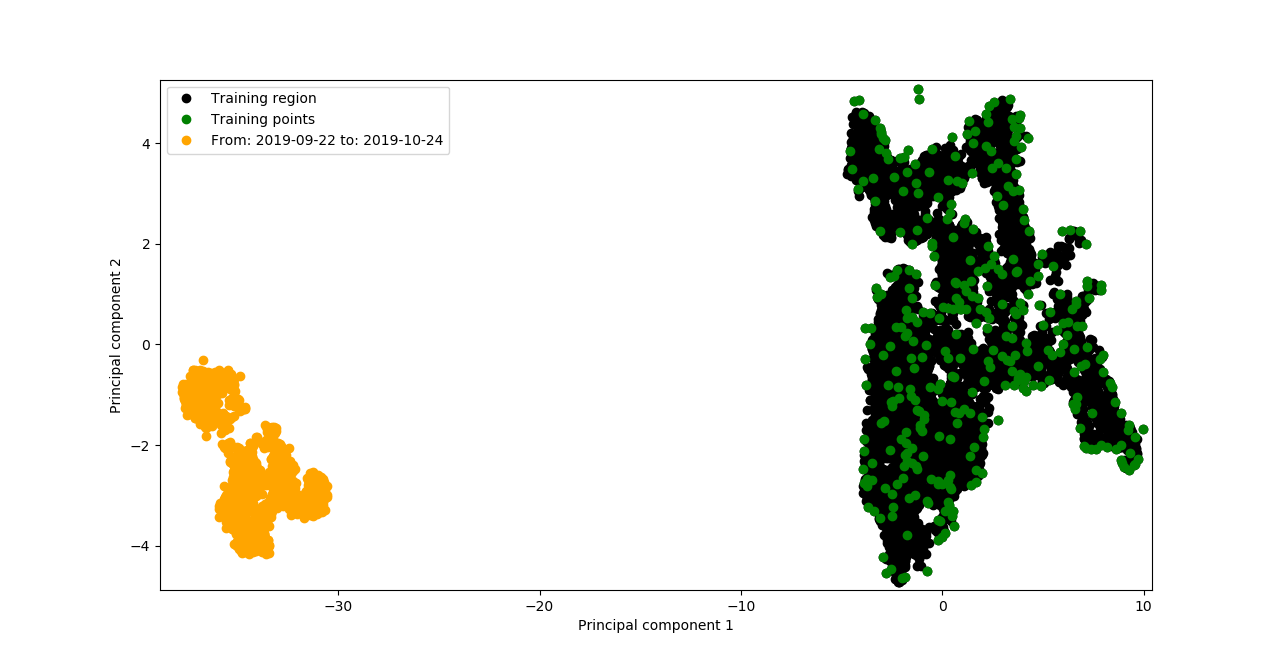 Training region
Training points
From: 2019-09-22 to: 2019-10-24
Principal component 2
4
2
0
−2
−4
−30
−20
−10
0
10
Principal component 1